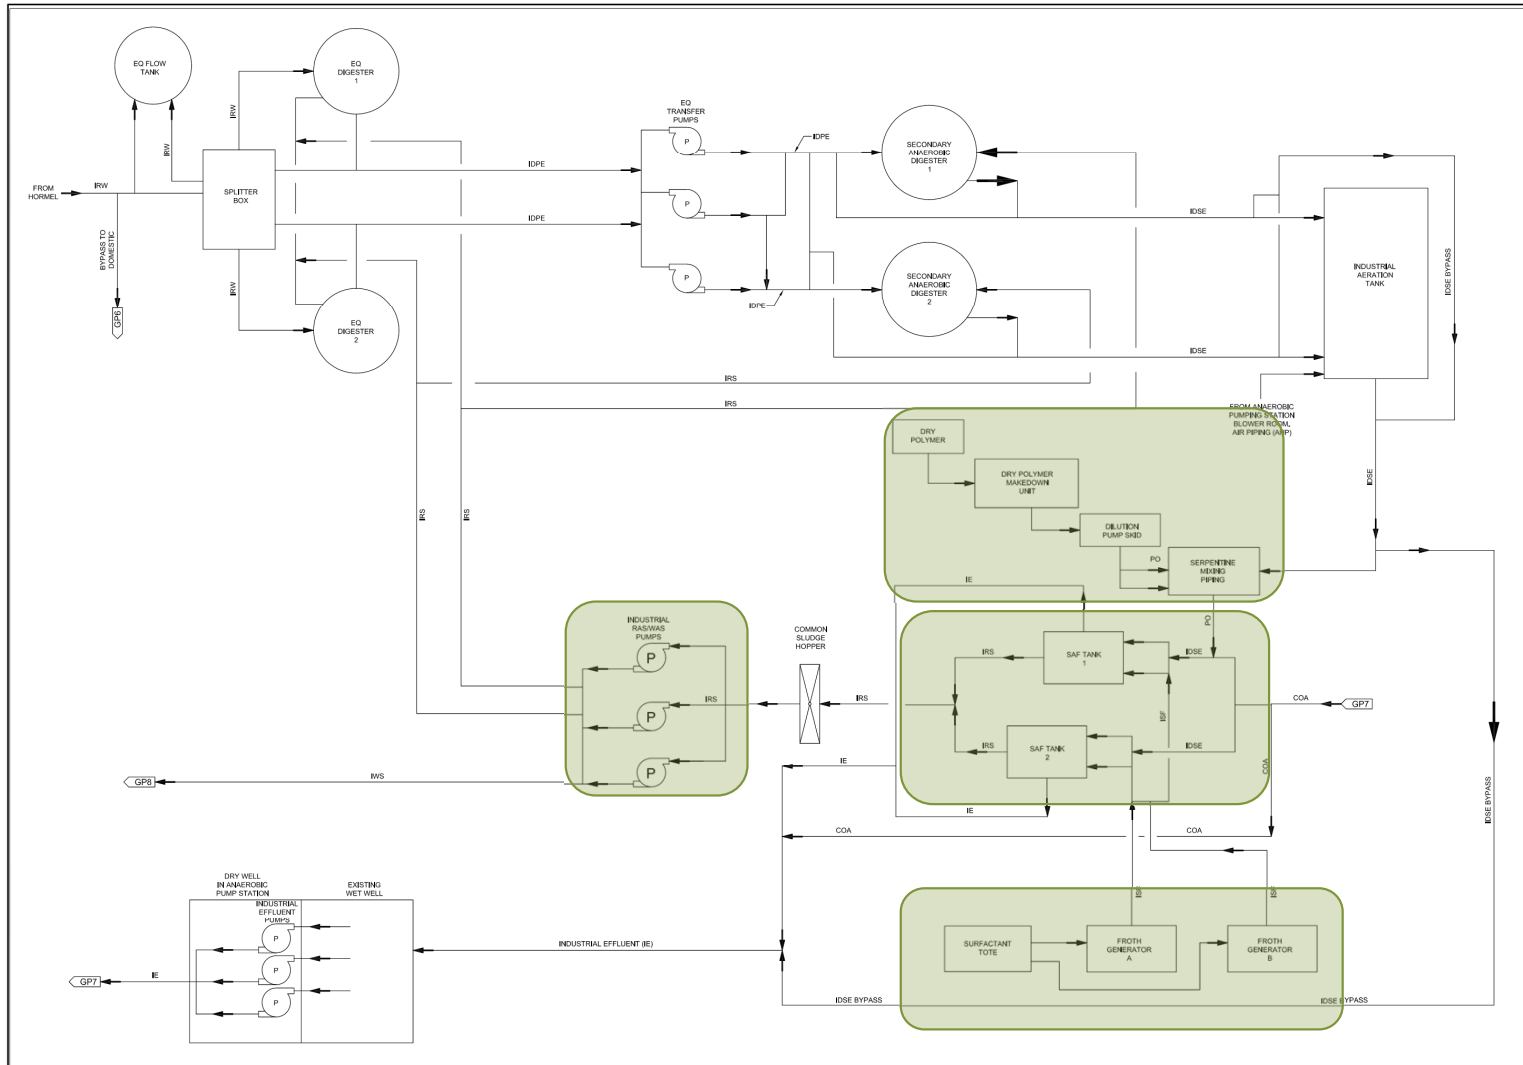 EQ FLOW
TANK
EQ
DIGESTER
1
IRW
IRW
FROM
HORMEL
IRW
SPLITTER
BOX
BYPASS TO
DOMESTIC
GP6
IRW
EQ
DIGESTER
2
IDPE
IDPE
EQ
TRANSFER
PUMPS
P
P
P
IDPE
IDPE
SECONDARY
ANAEROBIC
DIGESTER
1
SECONDARY
ANAEROBIC
DIGESTER
2
IDSE
IDSE
INDUSTRIAL
AERATION
TANK
IDSE BYPASS
IRS
IRS
IRS
IRS
FROM ANAEROBIC
PUMPING STATION
BLOWER ROOM,
AIR PIPING (AHP)
IDSE
DRY
POLYMER
DRY POLYMER
MAKEDOWN
UNIT
DILUTION
PUMP SKID
PO
SERPENTINE
MIXING
PIPING
IE
PO
INDUSTRIAL
RAS/WAS
PUMPS
P
P
P
IRS
COMMON
SLUDGE
HOPPER
IRS
IRS
SAF TANK
1
IDSE
ISF
IRS
SAF TANK
2
IDSE
COA
GP7
COA
IE
IE
COA
COA
IDSE BYPASS
GP8
IWS
DRY WELL
IN ANAEROBIC
PUMP STATION
EXISTING
WET WELL
INDUSTRIAL
EFFLUENT
PUMPS
P
P
P
GP7
IE
INDUSTRIAL EFFLUENT (IE)
ISF
ISF
SURFACTANT
TOTE
FROTH
GENERATOR
A
FROTH
GENERATOR
B
IDSE BYPASS
IDSE BYPASS